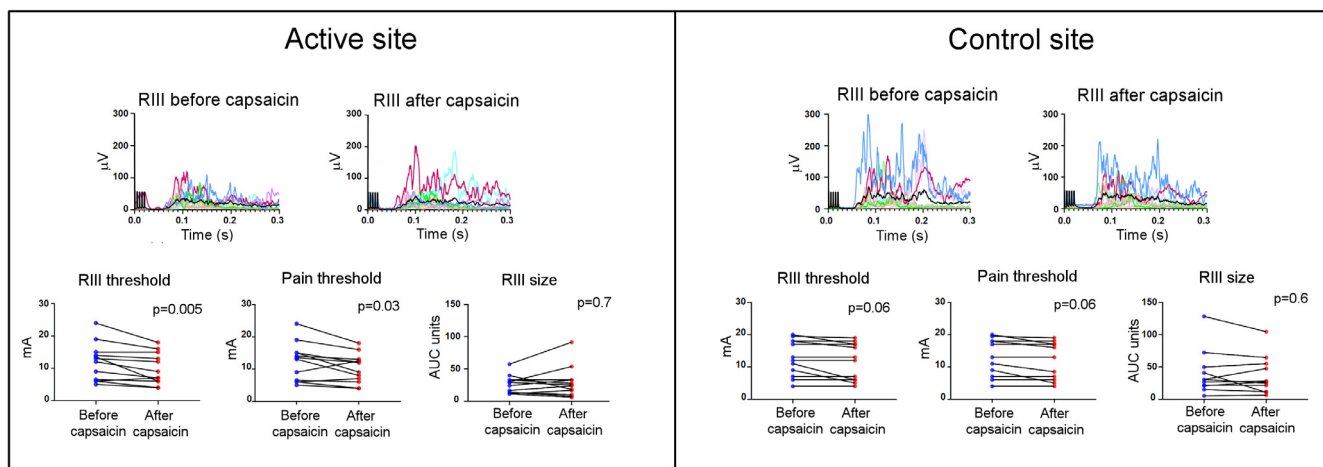 Active site
RIII before capsaicin
RIII after capsaicin
300
200
100
0
µV
0.0 0.1 0.2 0.3
Time (s)
300
200
100
0
µV
0.0 0.1 0.2 0.3
Time (s)
RIII threshold
p=0.005
30
20
10
0
mA
Before capsaicin
After capsaicin
Pain threshold
p=0.03
30
20
10
0
mA
Before capsaicin
After capsaicin
RIII size
p=0.7
150
100
50
0
AUC units
Before capsaicin
After capsaicin
Control site
RIII before capsaicin
RIII after capsaicin
300
200
100
0
µV
0.0 0.1 0.2 0.3
Time (s)
300
200
100
0
µV
0.0 0.1 0.2 0.3
Time (s)
RIII threshold
p=0.06
30
20
10
0
mA
Before capsaicin
After capsaicin
Pain threshold
p=0.06
30
20
10
0
mA
Before capsaicin
After capsaicin
RIII size
p=0.6
150
100
50
0
AUC units
Before capsaicin
After capsaicin